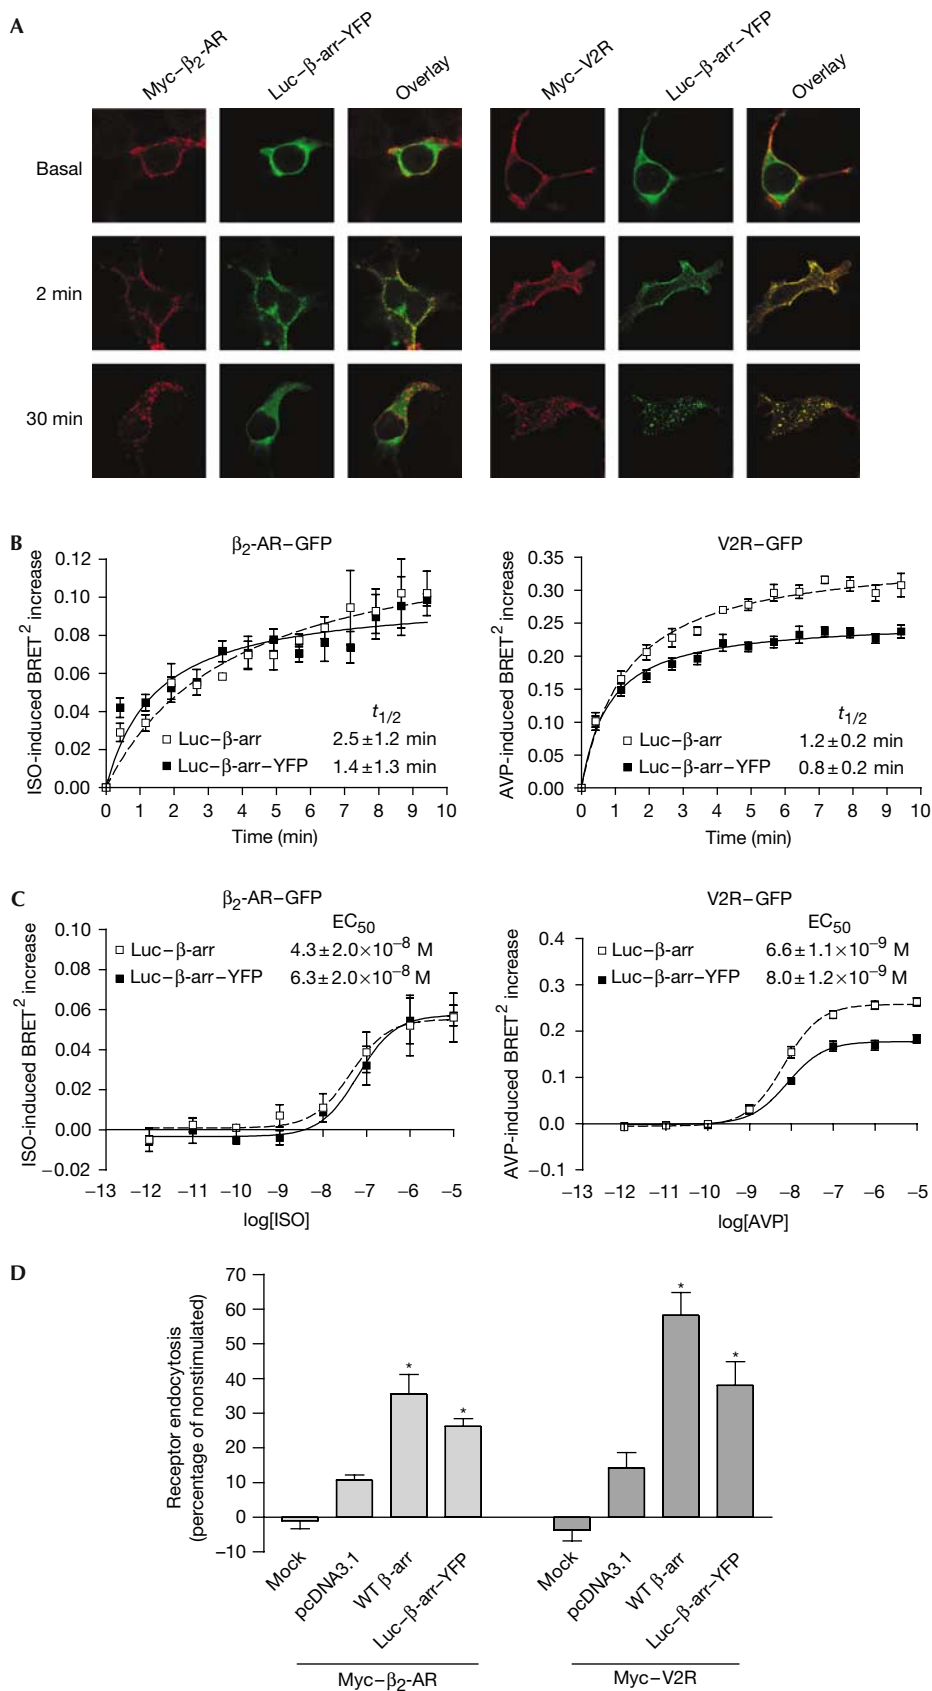 A
Myc–β2-AR
Luc–β-arr–YFP
Overlay
Myc–V2R
Luc–β-arr–YFP
Overlay
Basal
2 min
30 min
B
β2-AR–GFP
ISO-induced BRET2 increase
0.12
0.10
0.08
0.06
0.04
0.02
0.00
t1/2
Luc–β-arr 2.5±1.2 min
Luc–β-arr–YFP 1.4±1.3 min
0 1 2 3 4 5 6 7 8 9 10
Time (min)
V2R–GFP
AVP-induced BRET2 increase
0.35
0.30
0.25
0.20
0.15
0.10
0.05
0.00
t1/2
Luc–β-arr 1.2±0.2 min
Luc–β-arr–YFP 0.8±0.2 min
0 1 2 3 4 5 6 7 8 9 10
Time (min)
C
β2-AR–GFP
EC50
Luc–β-arr 4.3±2.0×10−8 M
Luc–β-arr–YFP 6.3±2.0×10−8 M
ISO-induced BRET2 increase
0.10
0.08
0.06
0.04
0.02
0.00
−0.02
−13 −12 −11 −10 −9 −8 −7 −6 −5
log[ISO]
V2R–GFP
EC50
Luc–β-arr 6.6±1.1×10−9 M
Luc–β-arr–YFP 8.0±1.2×10−9 M
AVP-induced BRET2 increase
0.4
0.3
0.2
0.1
0.0
−0.1
−13 −12 −11 −10 −9 −8 −7 −6 −5
log[AVP]
D
Receptor endocytosis
(percentage of nonstimulated)
70
60
50
40
30
20
10
0
−10
* * * *
Mock
pcDNA3.1
WT β-arr
Luc–β-arr–YFP
Mock
pcDNA3.1
WT β-arr
Luc–β-arr–YFP
Myc–β2-AR
Myc–V2R